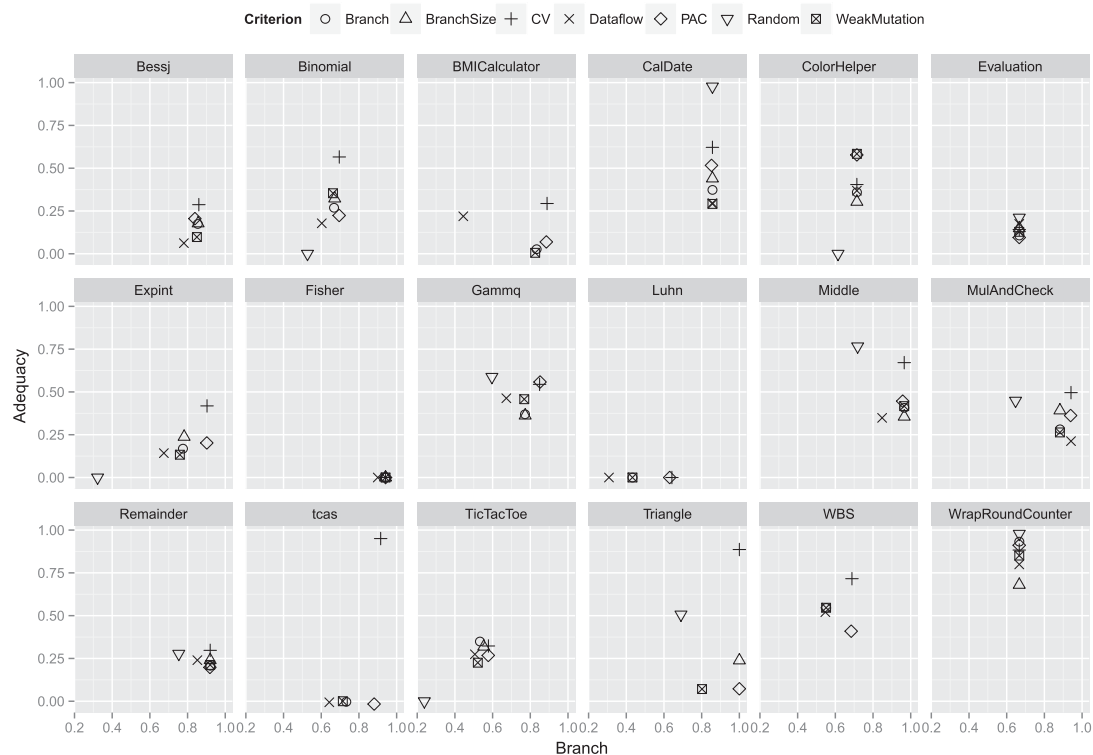 Criterion Branch BranchSize CV Dataflow PAC Random WeakMutation
Bessj Binomial BMICalculator CalDate ColorHelper Evaluation
1.00
0.75
0.50
0.25
0.00
Expint Fisher Gammq Luhn Middle MulAndCheck
1.00
0.75
0.50
0.25
0.00
Adequacy
Remainder tcas TicTacToe Triangle WBS WrapRoundCounter
1.00
0.75
0.50
0.25
0.00
0.2 0.4 0.6 0.8 1.0 0.2 0.4 0.6 0.8 1.0 0.2 0.4 0.6 0.8 1.0 0.2 0.4 0.6 0.8 1.0 0.2 0.4 0.6 0.8 1.0 0.2 0.4 0.6 0.8 1.0
Branch